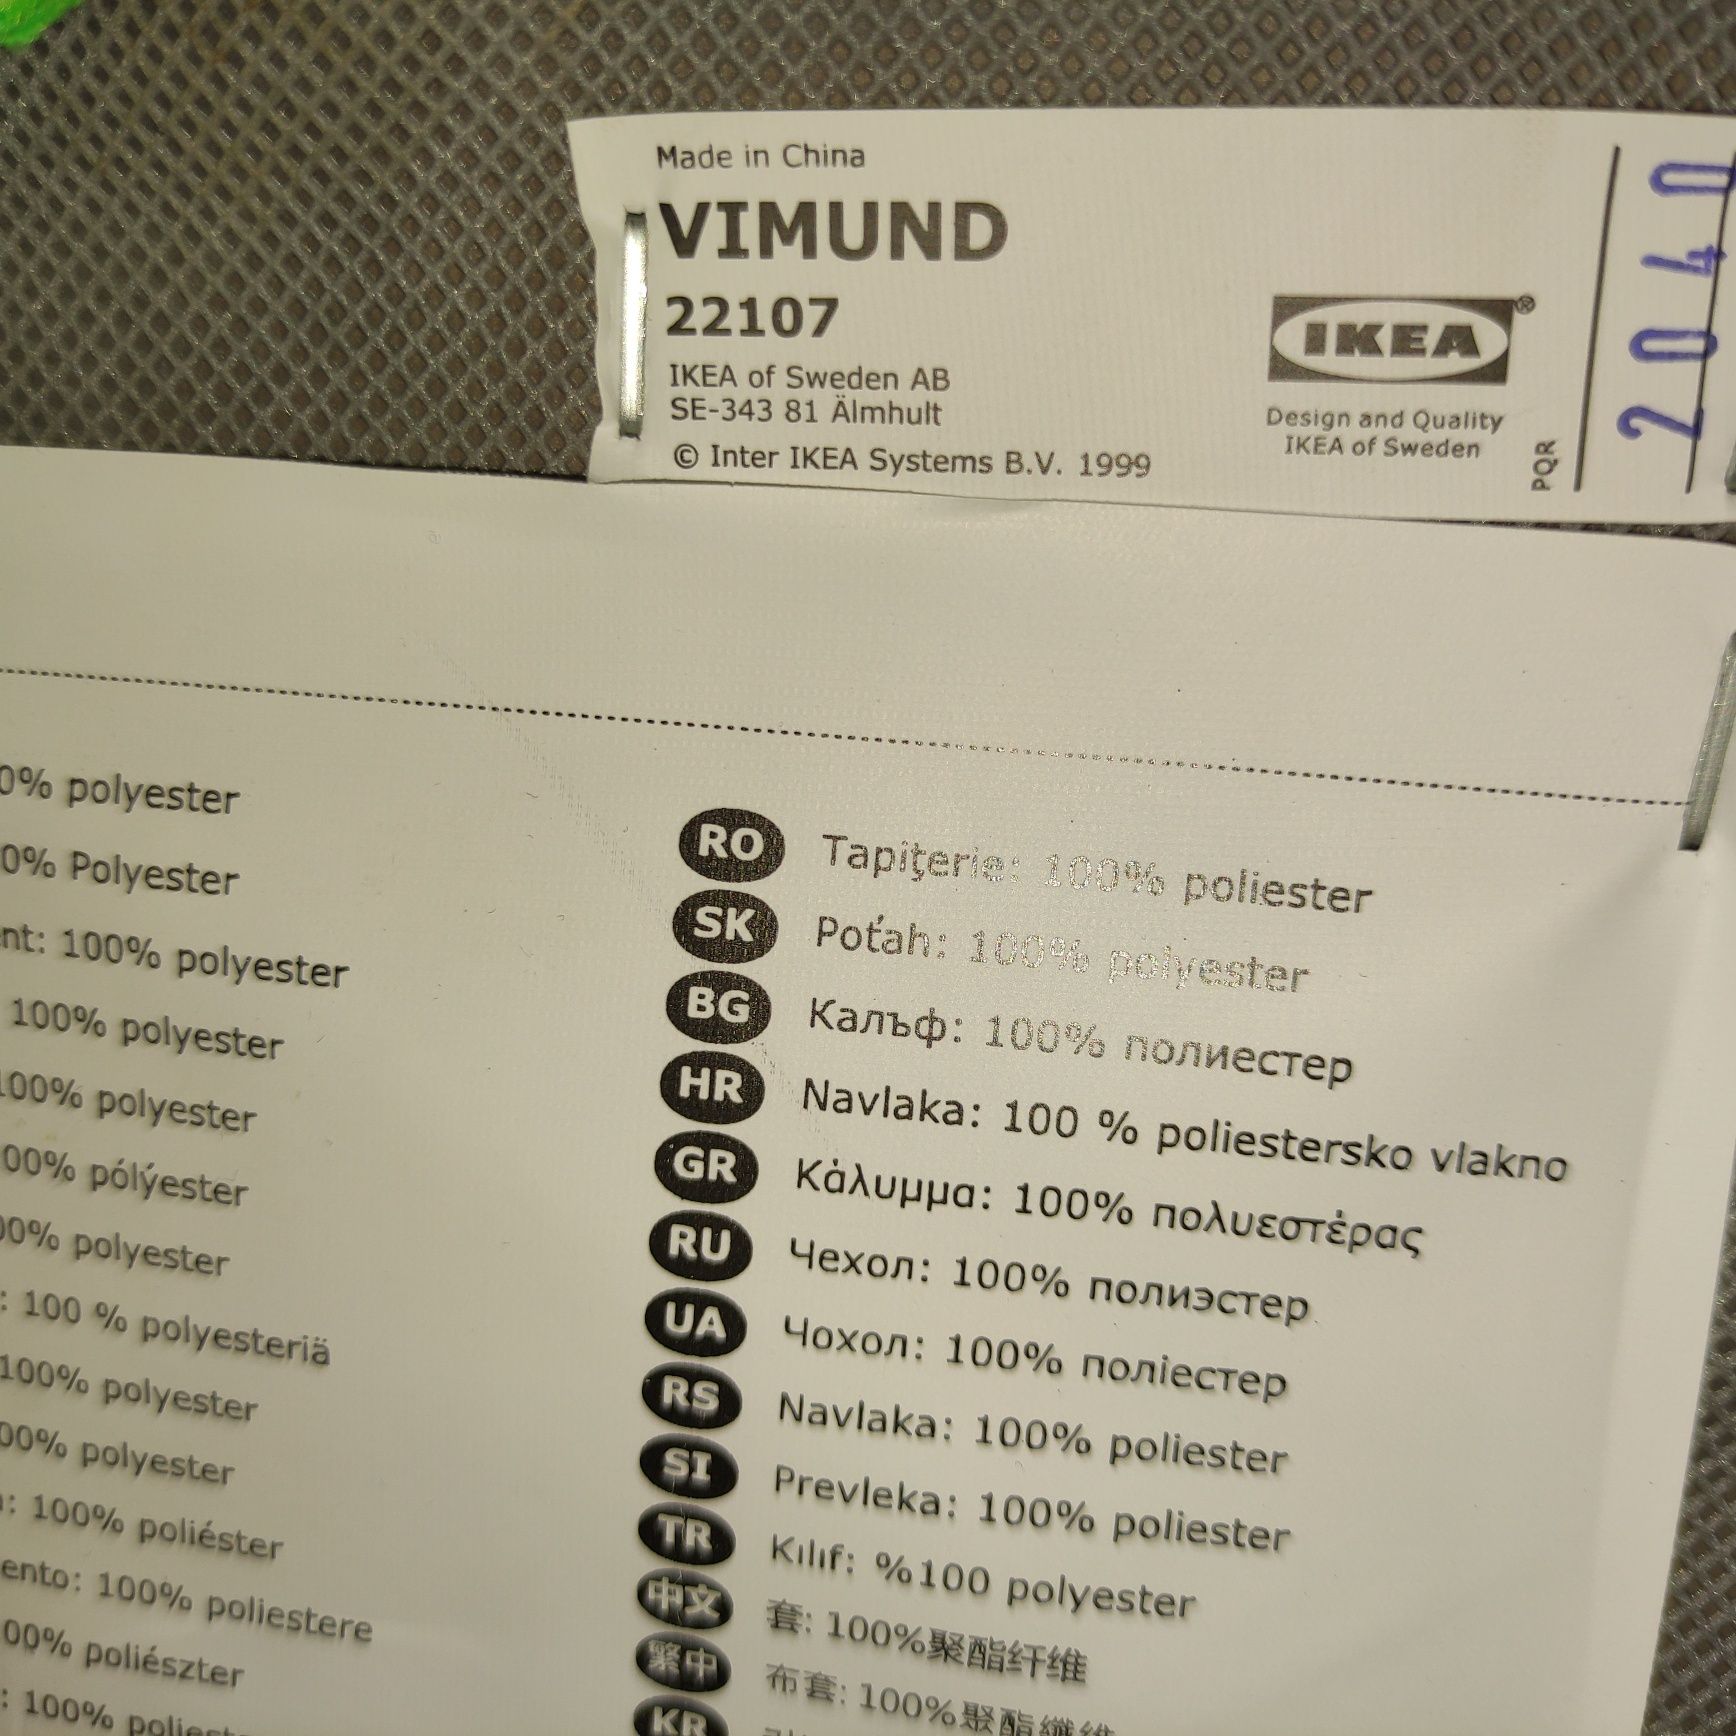 Made in China
VIMUND
22107
IKEA of Sweden AB
SE-343 81 Älmhult
© Inter IKEA Systems B.V. 1999
IKEA®
Design and Quality
IKEA of Sweden
PQR
2040
0% polyester
0% Polyester
nt: 100% polyester
100% polyester
100% polyester
00% pólýester
00% polyester
: 100 % polyesteriä
100% polyester
00% polyester
: 100% poliéster
ento: 100% poliestere
00% poliészter
: 100%
RO Tapiţerie: 100% poliester
SK Poťah: 100% polyester
BG Калъф: 100% полиестер
HR Navlaka: 100 % poliestersko vlakno
GR Κάλυμμα: 100% πολυεστέρας
RU Чехол: 100% полиэстер
UA Чохол: 100% поліестер
RS Navlaka: 100% poliester
SI Prevleka: 100% poliester
TR Kılıf: %100 polyester
中文 套: 100%聚酯纤维
繁中 布套: 100%聚酯纖維
KR